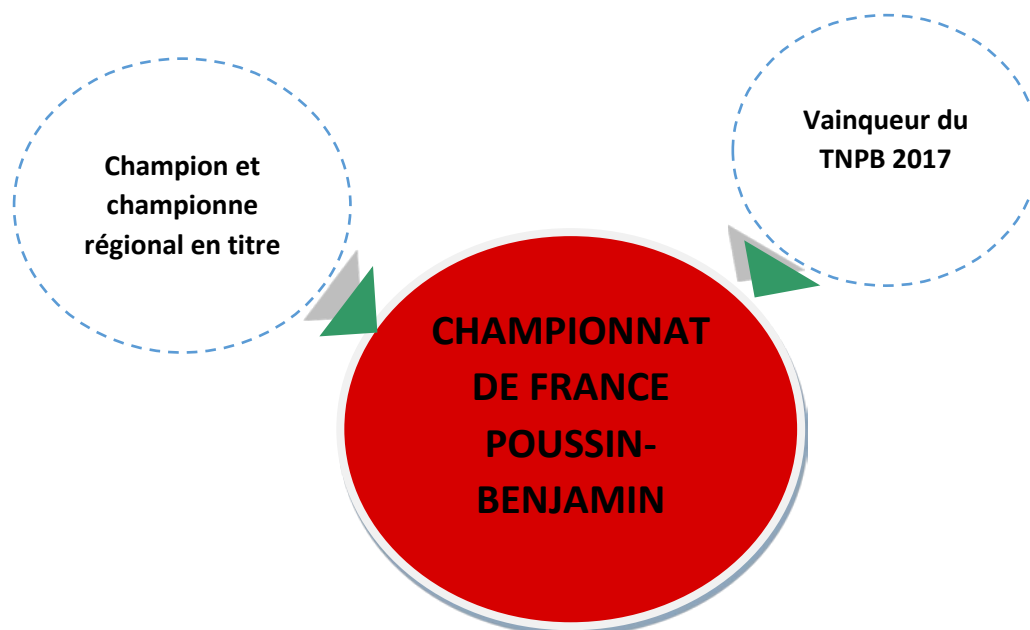 Champion et
championne
régional en titre
Vainqueur du
TNPB 2017
CHAMPIONNAT
DE FRANCE
POUSSIN-
BENJAMIN